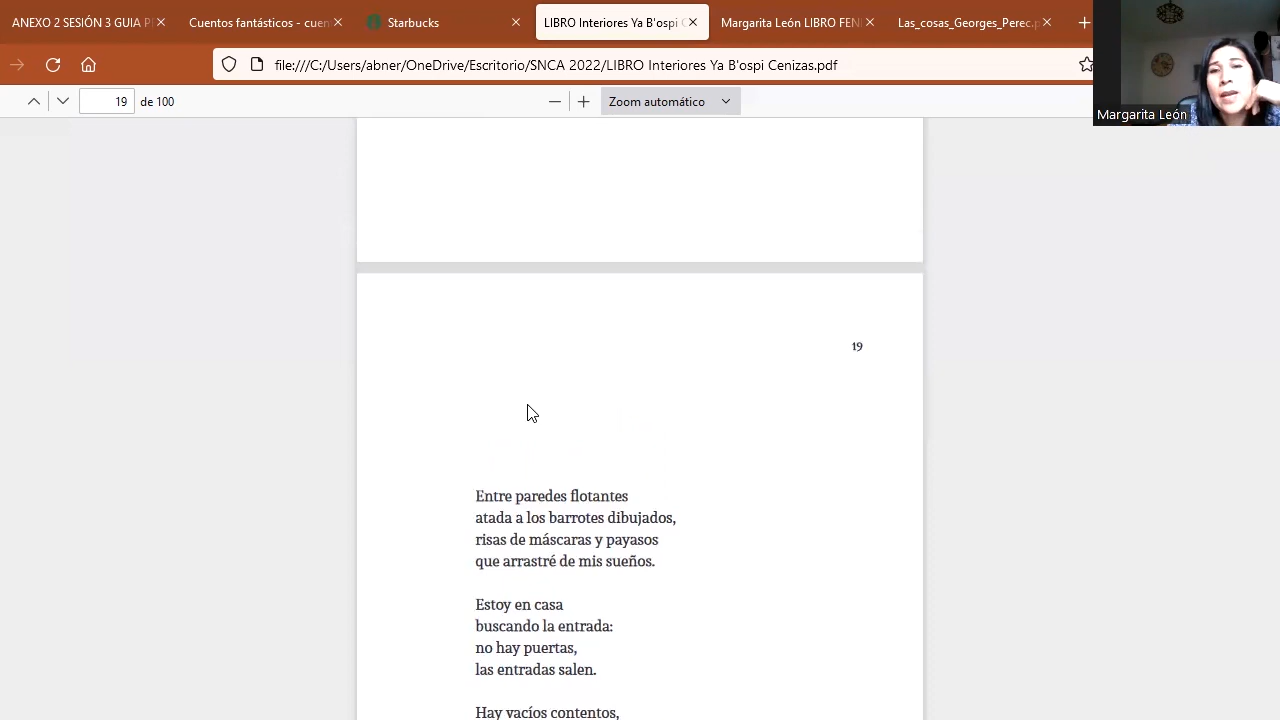 ANEXO 2 SESIÓN 3 GUIA P
Cuentos fantásticos - cuen
Starbucks
LIBRO Interiores Ya B'ospi C
Margarita León LIBRO FEN
Las_cosas_Georges_Perec.p
file:///C:/Users/abner/OneDrive/Escritorio/SNCA 2022/LIBRO Interiores Ya B'ospi Cenizas.pdf
19 de 100
Zoom automático
Margarita León
19
Entre paredes flotantes
atada a los barrotes dibujados,
risas de máscaras y payasos
que arrastré de mis sueños.
Estoy en casa
buscando la entrada:
no hay puertas,
las entradas salen.
Hay vacíos contentos,